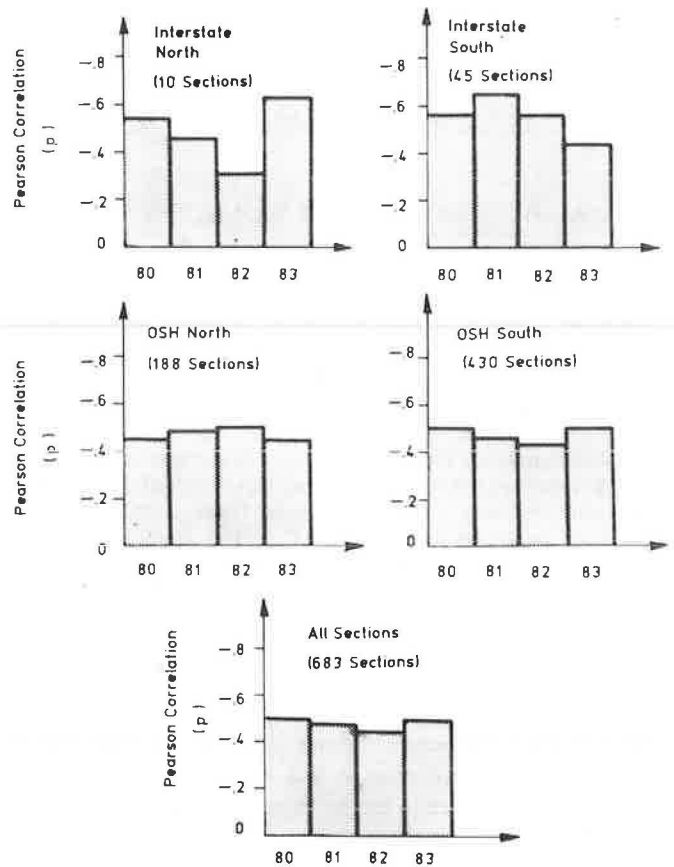 Interstate
North
(10 Sections)
Pearson Correlation
(p)
-.8
-.6
-.4
-.2
0
80 81 82 83
Interstate
South
(45 Sections)
-.8
-.6
-.4
-.2
0
80 81 82 83
OSH North
(188 Sections)
Pearson Correlation
(p)
-.8
-.6
-.4
-.2
0
80 81 82 83
OSH South
(430 Sections)
-.8
-.6
-.4
-.2
0
80 81 82 83
All Sections
(683 Sections)
Pearson Correlation
(p)
-.8
-.6
-.4
-.2
0
80 81 82 83